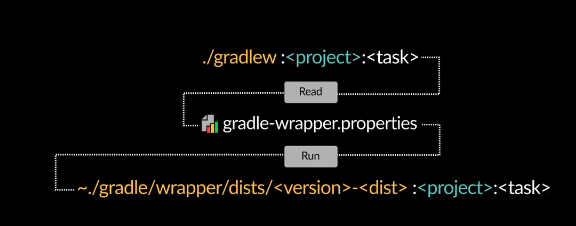 ./gradlew :<project>:<task>
Read
gradle-wrapper.properties
Run
~./gradle/wrapper/dists/<version>-<dist> :<project>:<task>